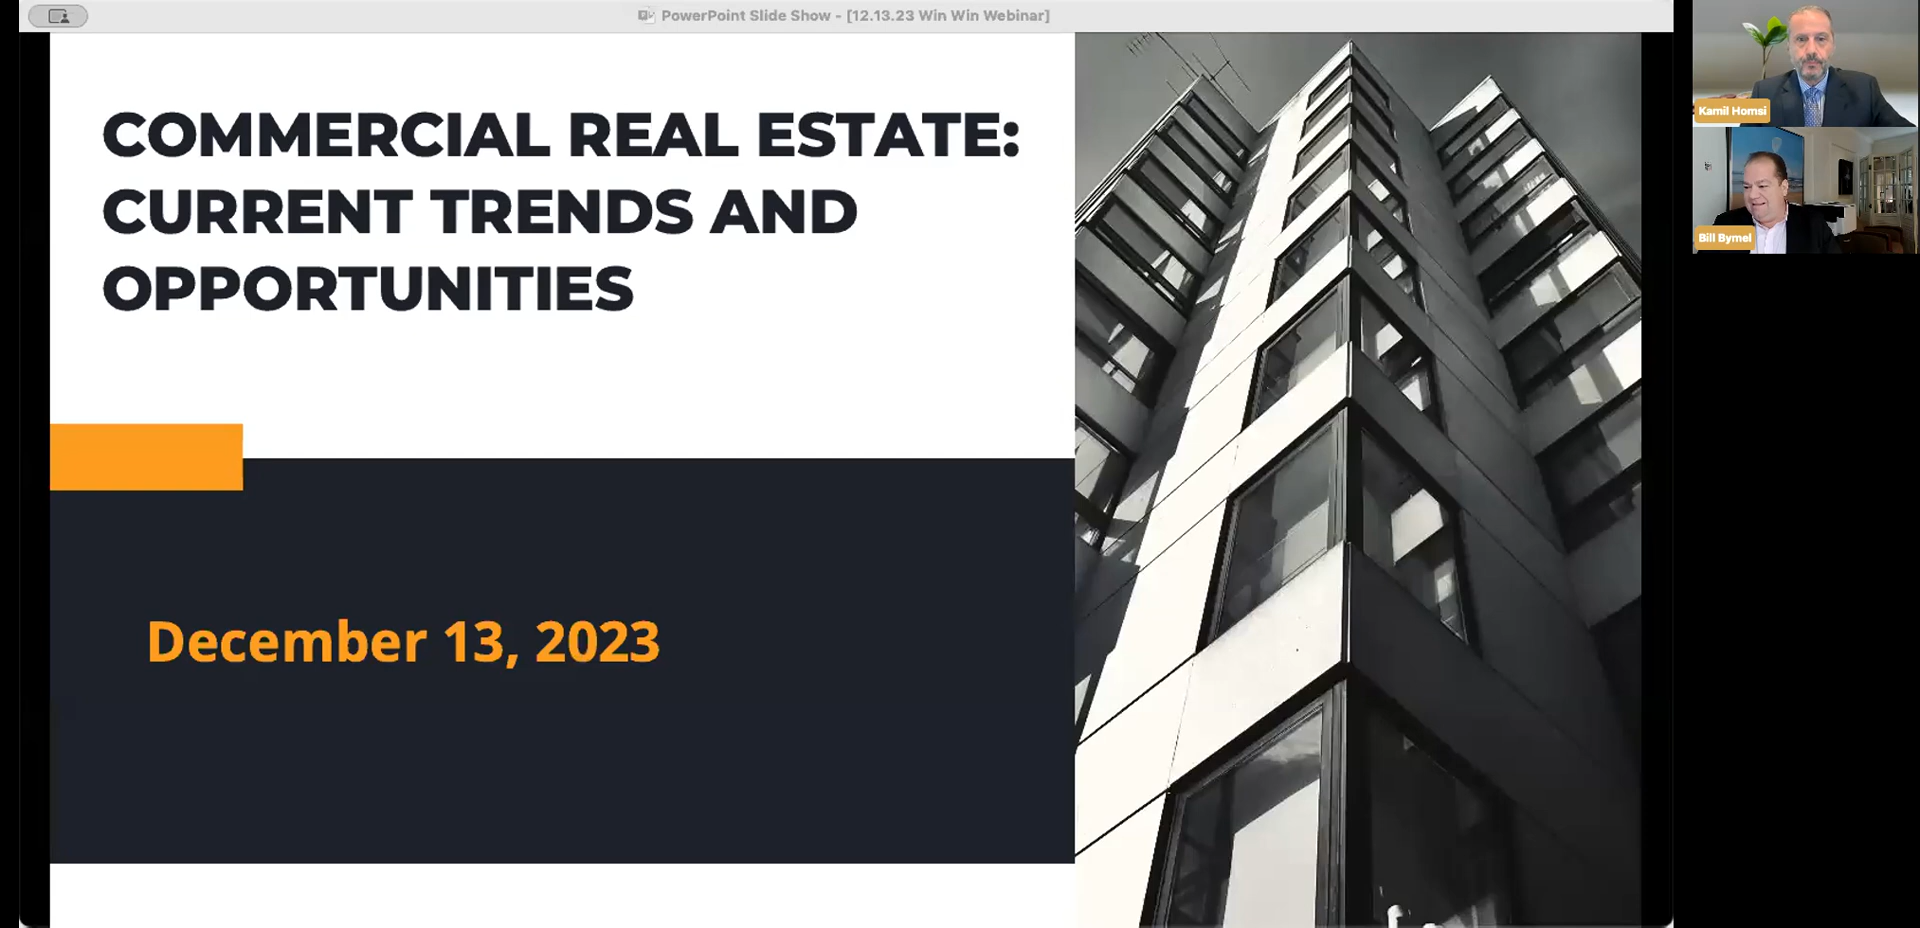 PowerPoint Slide Show - [12.13.23 Win Win Webinar]
COMMERCIAL REAL ESTATE:
CURRENT TRENDS AND
OPPORTUNITIES
December 13, 2023
Kamil Homsi
Bill Bymel